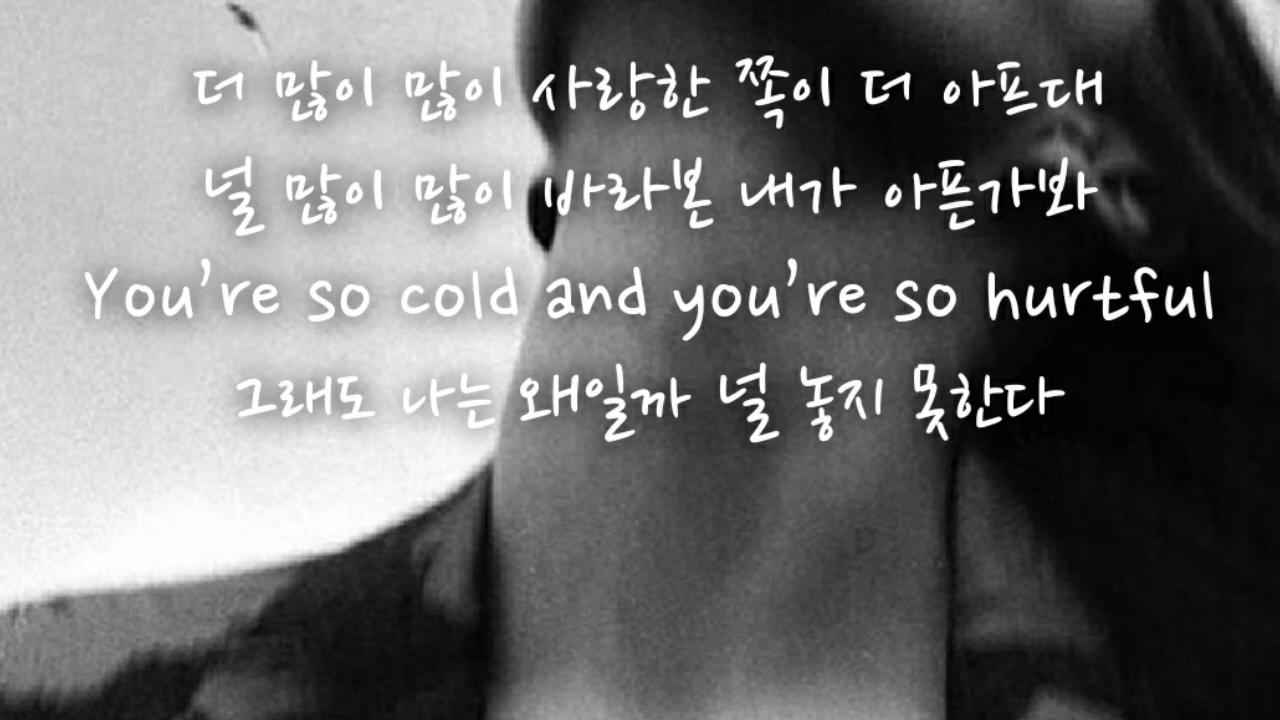 더 많이 많이 사랑한 쪽이 더 아프대
널 많이 많이 바라본 내가 아픈가봐
You're so cold and you're so hurtful
그래도 나는 왜일까 널 놓지 못한다